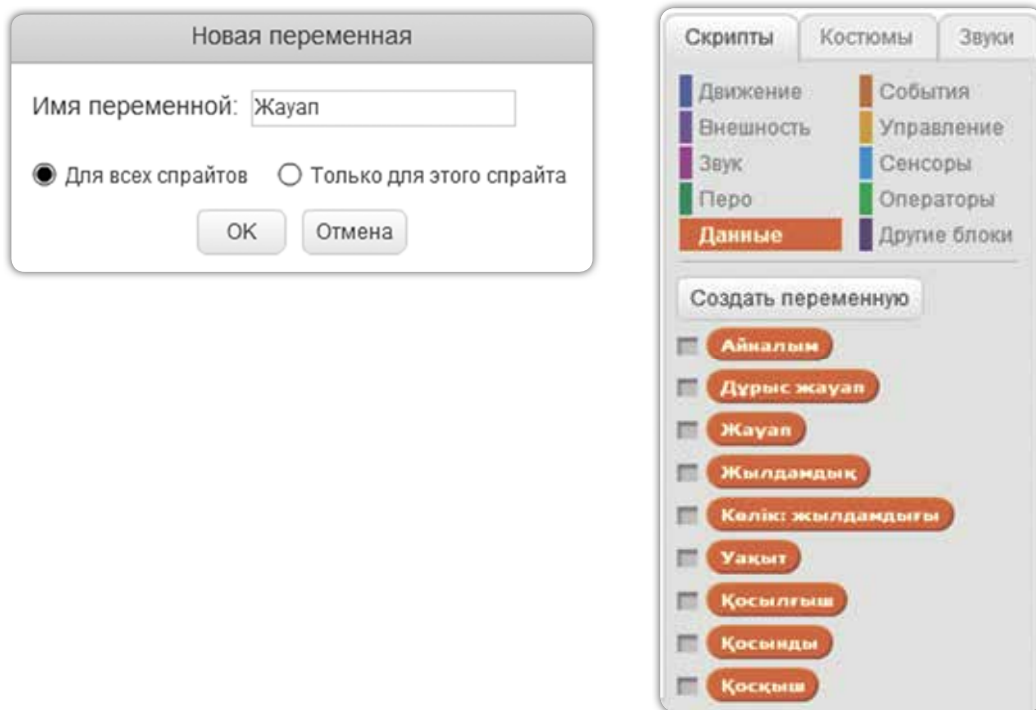 Новая переменная
Имя переменной: Жауап
Для всех спрайтов Только для этого спрайта
OK Отмена
Скрипты Костюмы Звуки
Движение События
Внешность Управление
Звук Сенсоры
Перо Операторы
Данные Другие блоки
Создать переменную
Айналым
Дұрыс жауап
Жауап
Жылдамдық
Көлік: жылдамдығы
Уақыт
Қосылғыш
Қосынды
Қосқыш